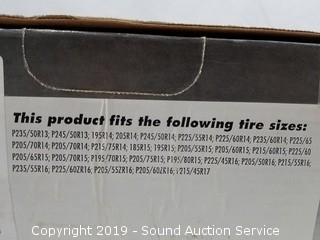 This product fits the following tire sizes:
P235/50R13; P245/50R13; 195R14; 205R14; P245/50R14; P225/55R14; P225/60R14; P235/60R14; P225/65
P205/70R14; P207/70R14; P215/75R14; 185R15; 195R15; P205/55R15; P205/60R15; P215/60R15; P225/60
P205/65R15; P205/70R15; P195/70R15; P205/75R15; P195/80R15; P225/45R16; P205/50R16; P215/55R16;
P235/55R16; P225/60ZR16; P205/55ZR16; P205/60ZR16; P215/45R17
Copyright 2019 - Sound Auction Service